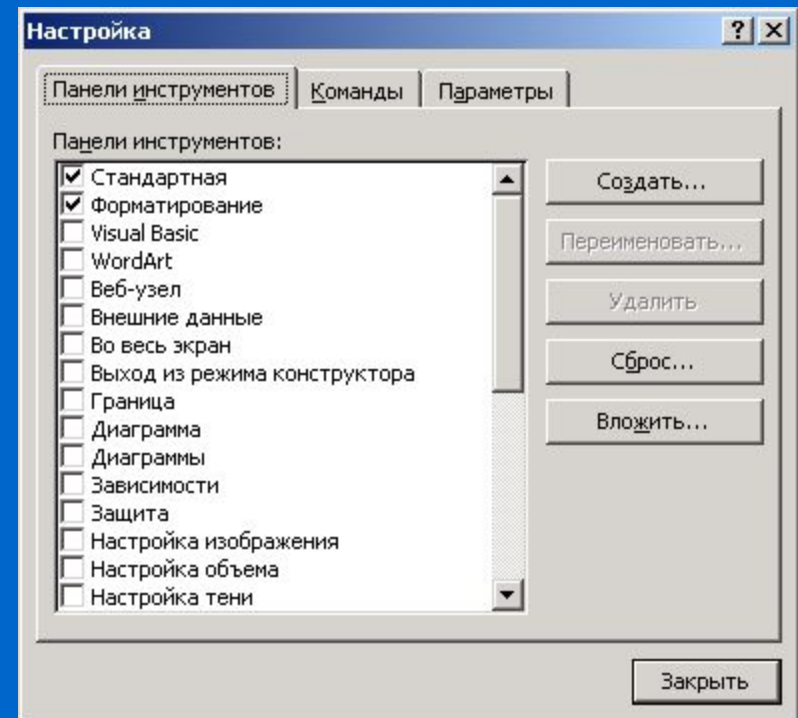 Настройка
Панели инструментов Команды Параметры
Панели инструментов:
Стандартная
Форматирование
Visual Basic
WordArt
Веб-узел
Внешние данные
Во весь экран
Выход из режима конструктора
Граница
Диаграмма
Диаграммы
Зависимости
Защита
Настройка изображения
Настройка объема
Настройка тени
Создать...
Переименовать...
Удалить
Сброс...
Вложить...
Закрыть